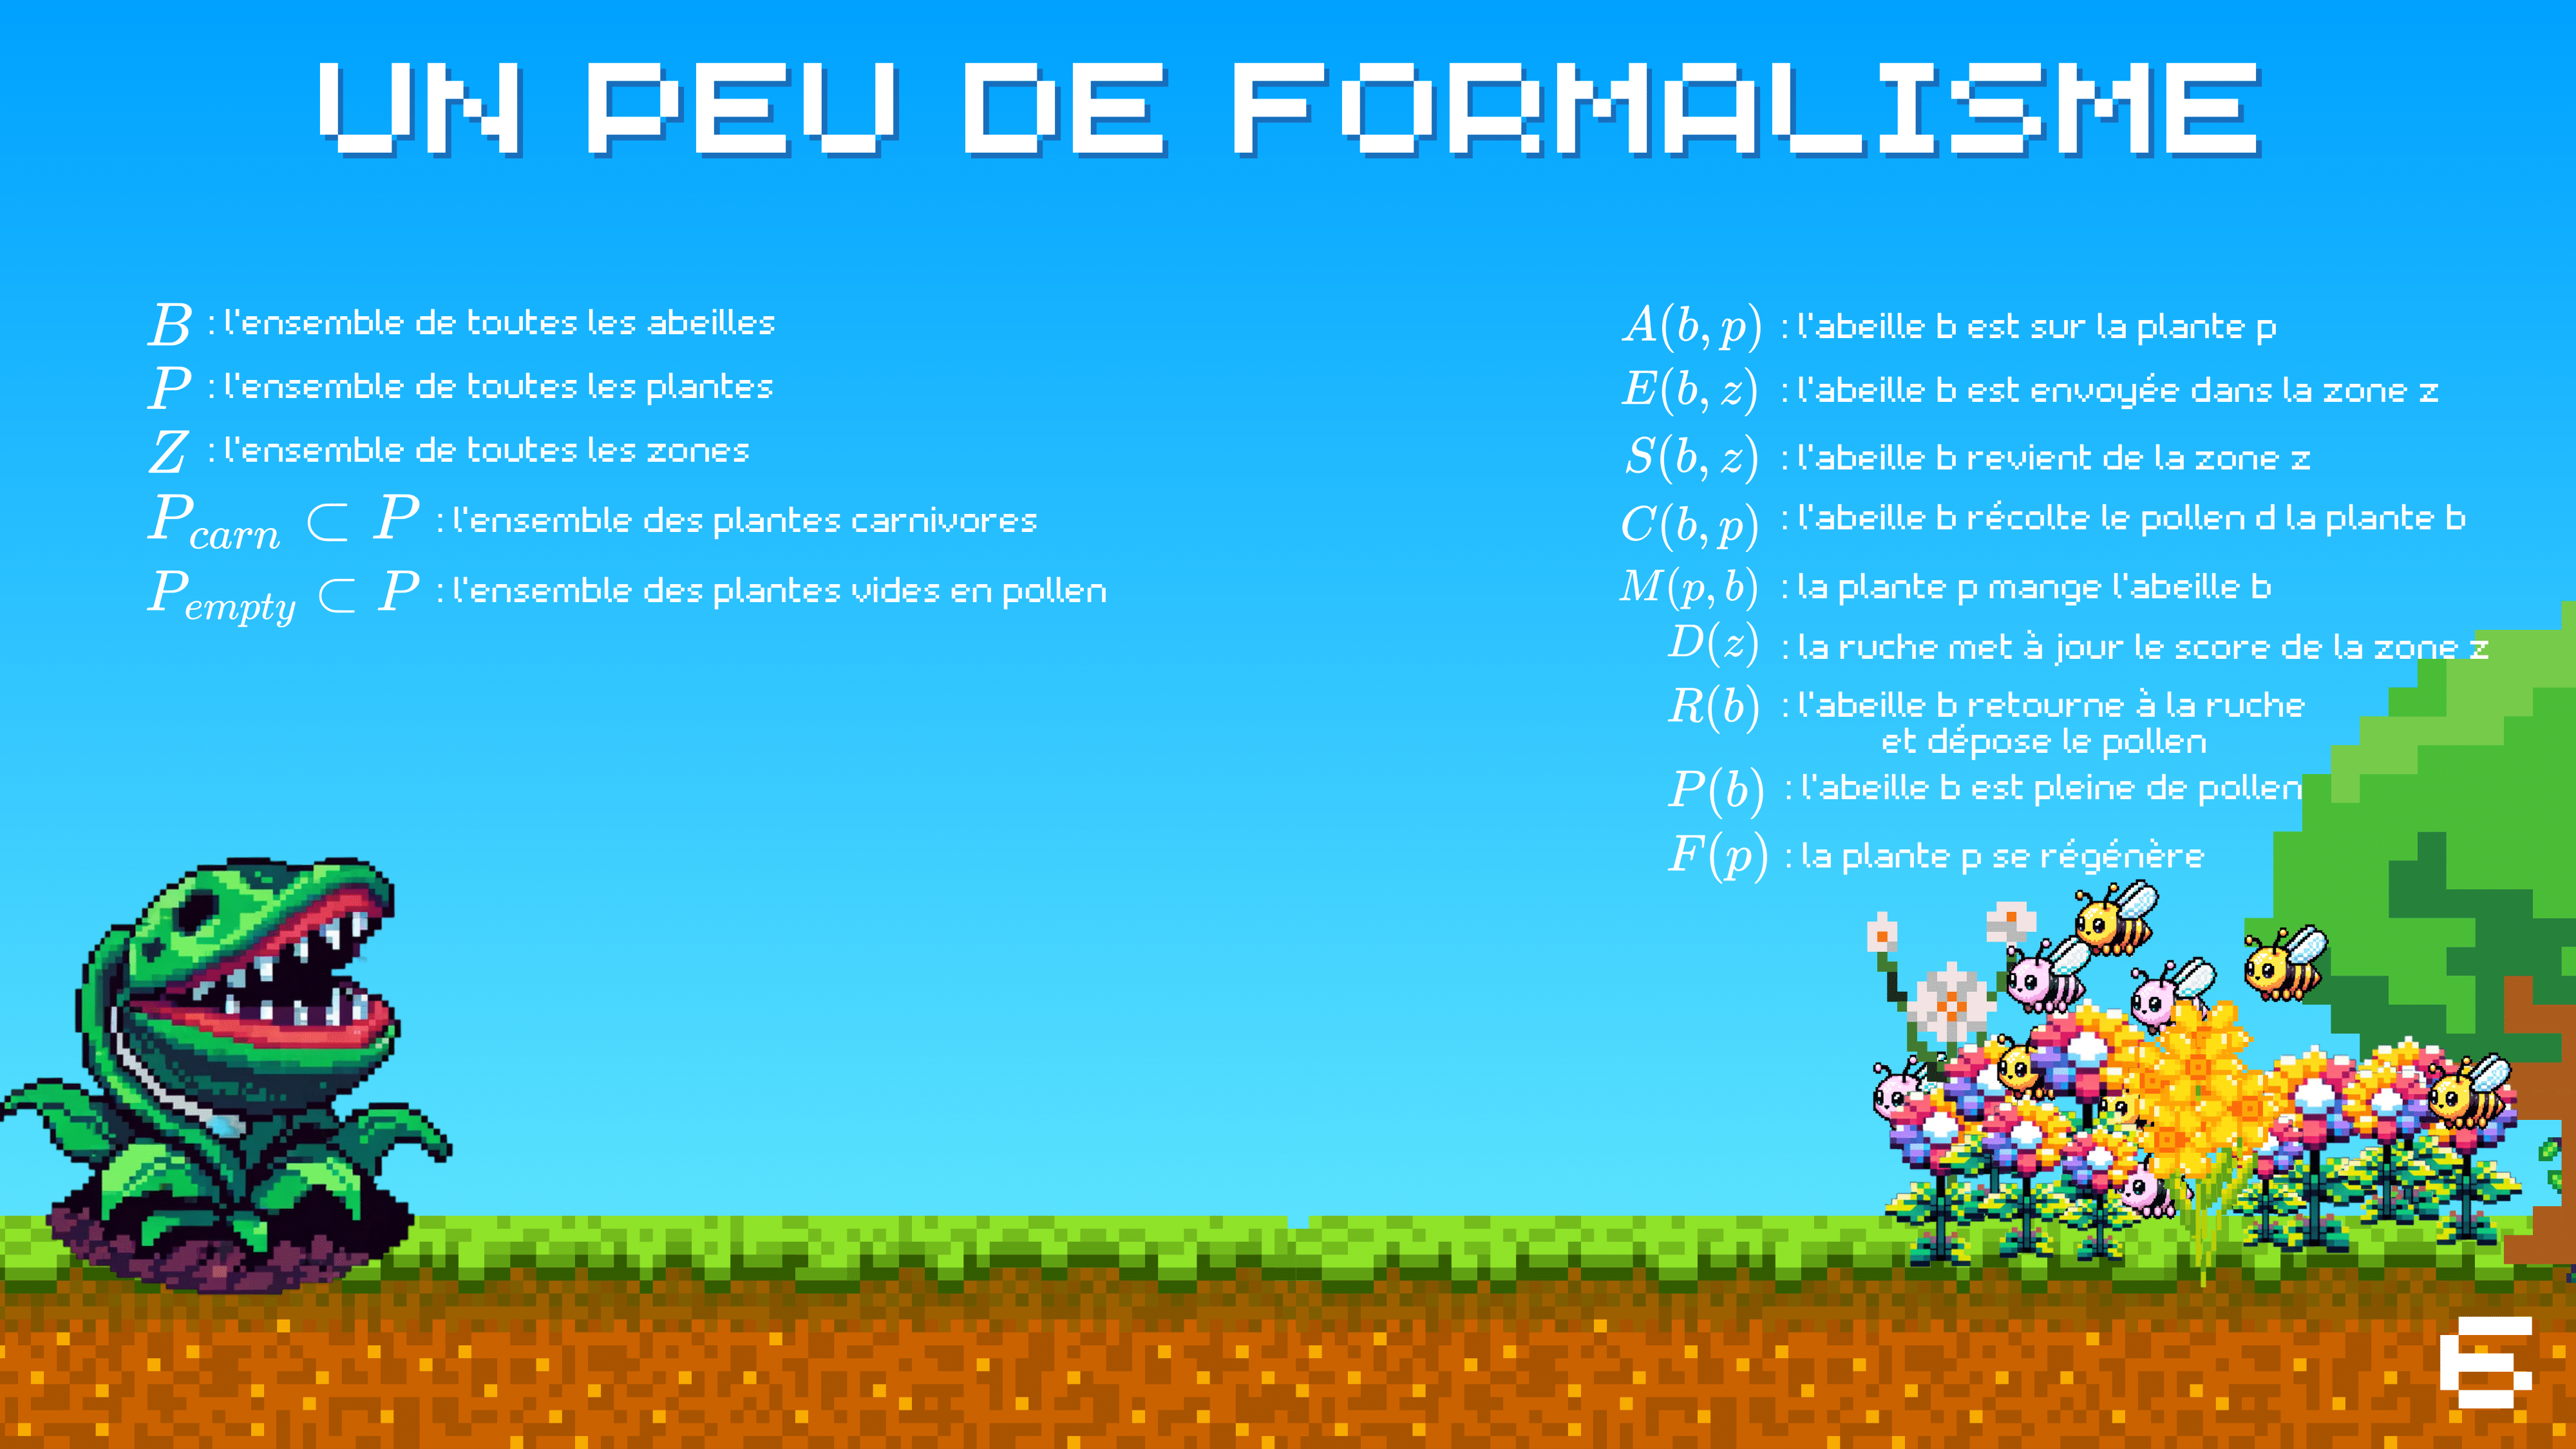 UN PEU DE FORMALISME
B : l'ensemble de toutes les abeilles
P : l'ensemble de toutes les plantes
Z : l'ensemble de toutes les zones
P_{carn} ⊂ P : l'ensemble des plantes carnivores
P_{empty} ⊂ P : l'ensemble des plantes vides en pollen
A(b, p) : l'abeille b est sur la plante p
E(b, z) : l'abeille b est envoyée dans la zone z
S(b, z) : l'abeille b revient de la zone z
C(b, p) : l'abeille b récolte le pollen d la plante b
M(p, b) : la plante p mange l'abeille b
D(z) : la ruche met à jour le score de la zone z
R(b) : l'abeille b retourne à la ruche
et dépose le pollen
P(b) : l'abeille b est pleine de pollen
F(p) : la plante p se régénère
6